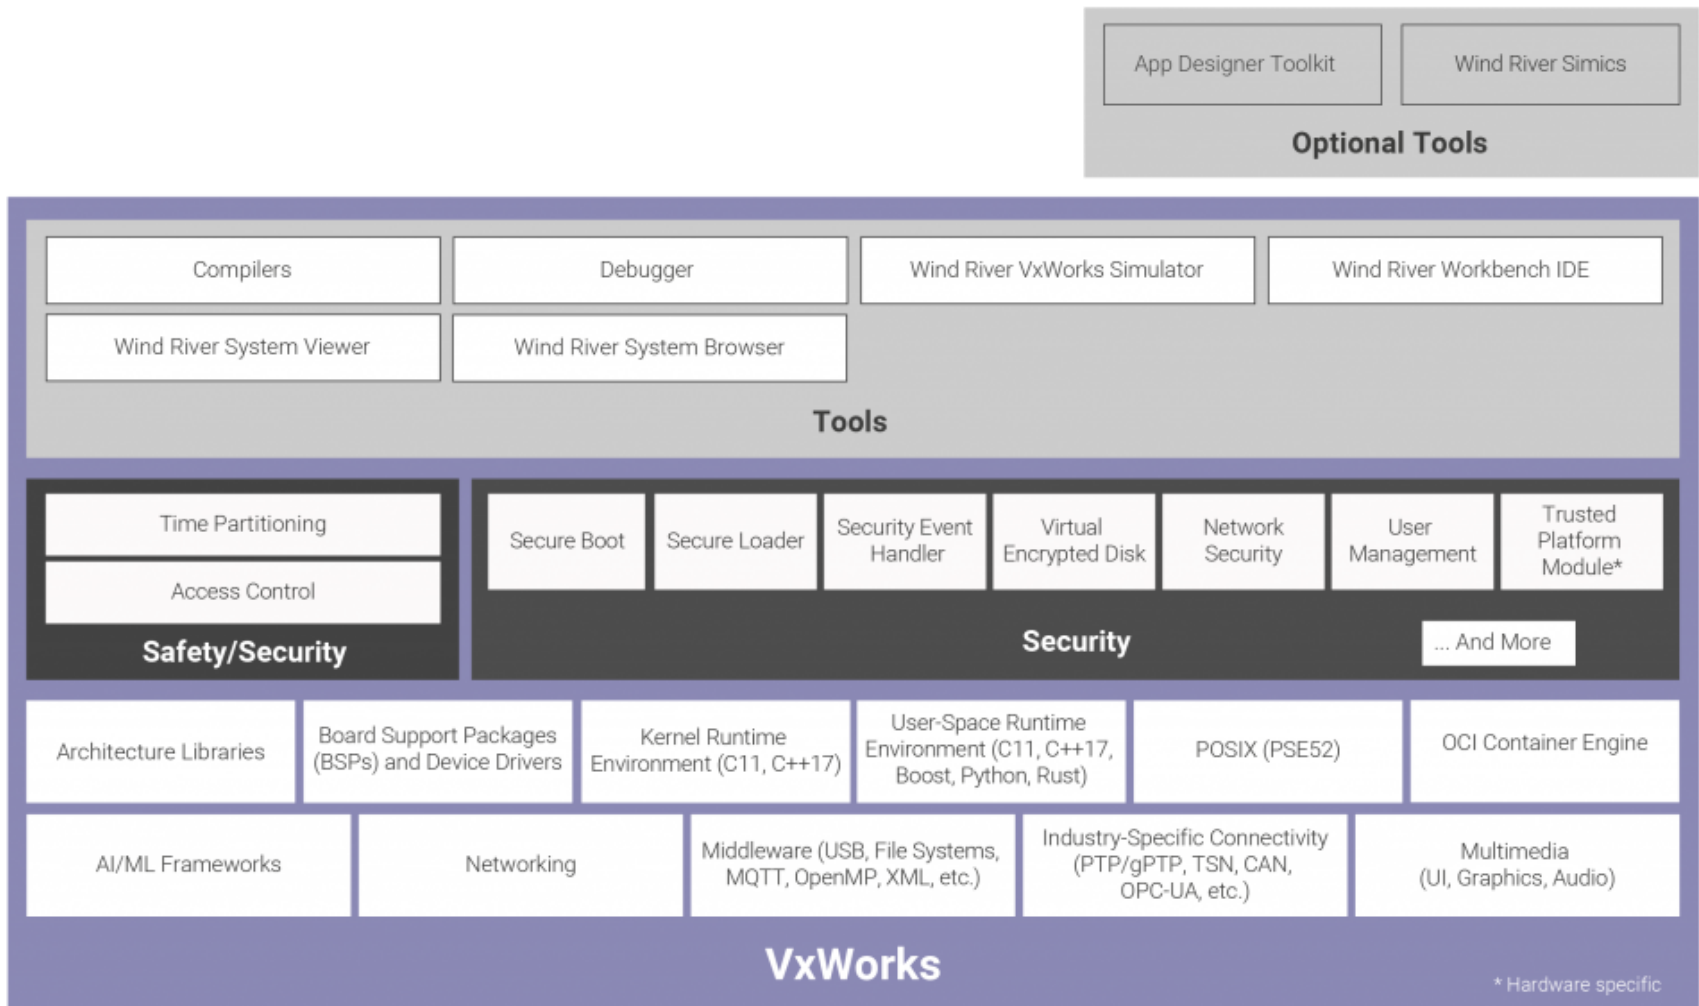 App Designer Toolkit
Wind River Simics
Optional Tools
Compilers
Debugger
Wind River VxWorks Simulator
Wind River Workbench IDE
Wind River System Viewer
Wind River System Browser
Tools
Time Partitioning
Access Control
Safety/Security
Secure Boot
Secure Loader
Security Event
Handler
Virtual
Encrypted Disk
Network
Security
User
Management
Trusted
Platform
Module*
Security
... And More
Architecture Libraries
Board Support Packages
(BSPs) and Device Drivers
Kernel Runtime
Environment (C11, C++17)
User-Space Runtime
Environment (C11, C++17,
Boost, Python, Rust)
POSIX (PSE52)
OCI Container Engine
AI/ML Frameworks
Networking
Middleware (USB, File Systems,
MQTT, OpenMP, XML, etc.)
Industry-Specific Connectivity
(PTP/gPTP, TSN, CAN,
OPC-UA, etc.)
Multimedia
(UI, Graphics, Audio)
VxWorks
* Hardware specific